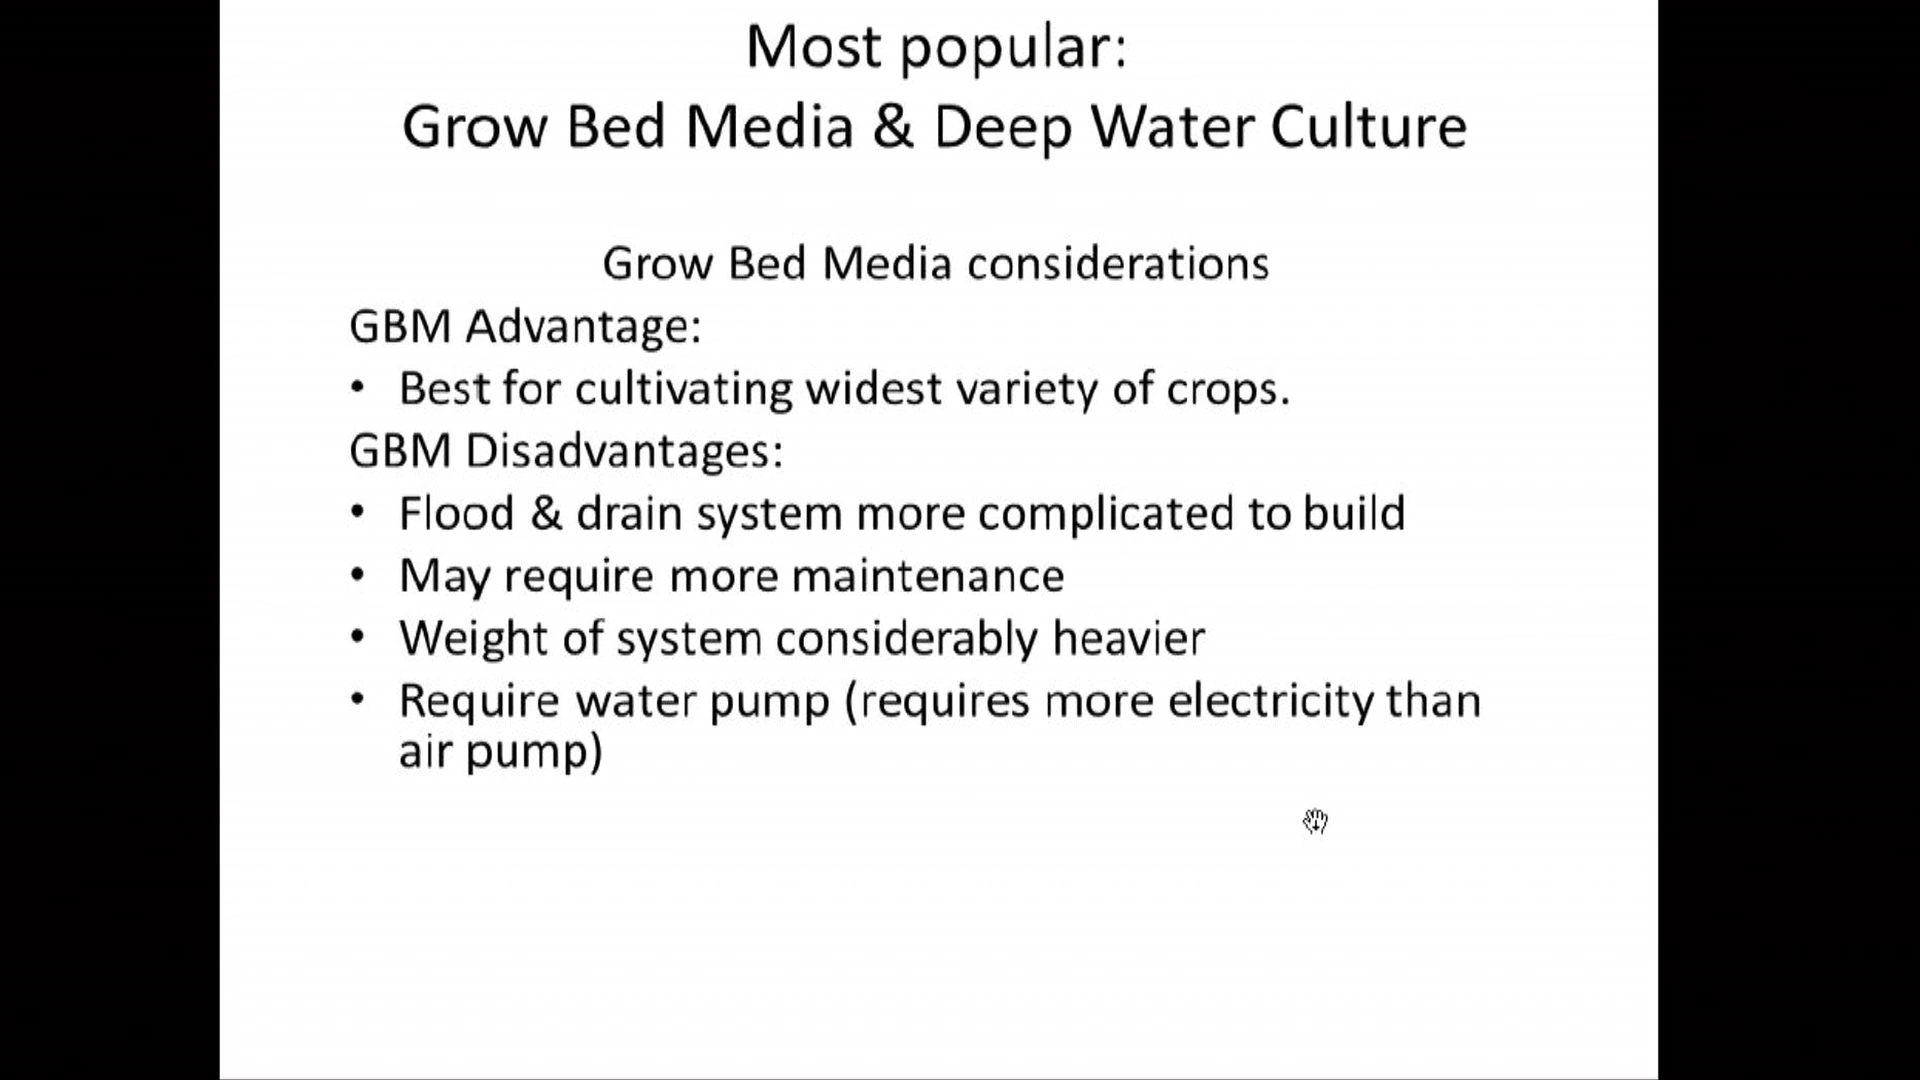 Most popular:
Grow Bed Media & Deep Water Culture
Grow Bed Media considerations
GBM Advantage:
• Best for cultivating widest variety of crops.
GBM Disadvantages:
• Flood & drain system more complicated to build
• May require more maintenance
• Weight of system considerably heavier
• Require water pump (requires more electricity than
air pump)